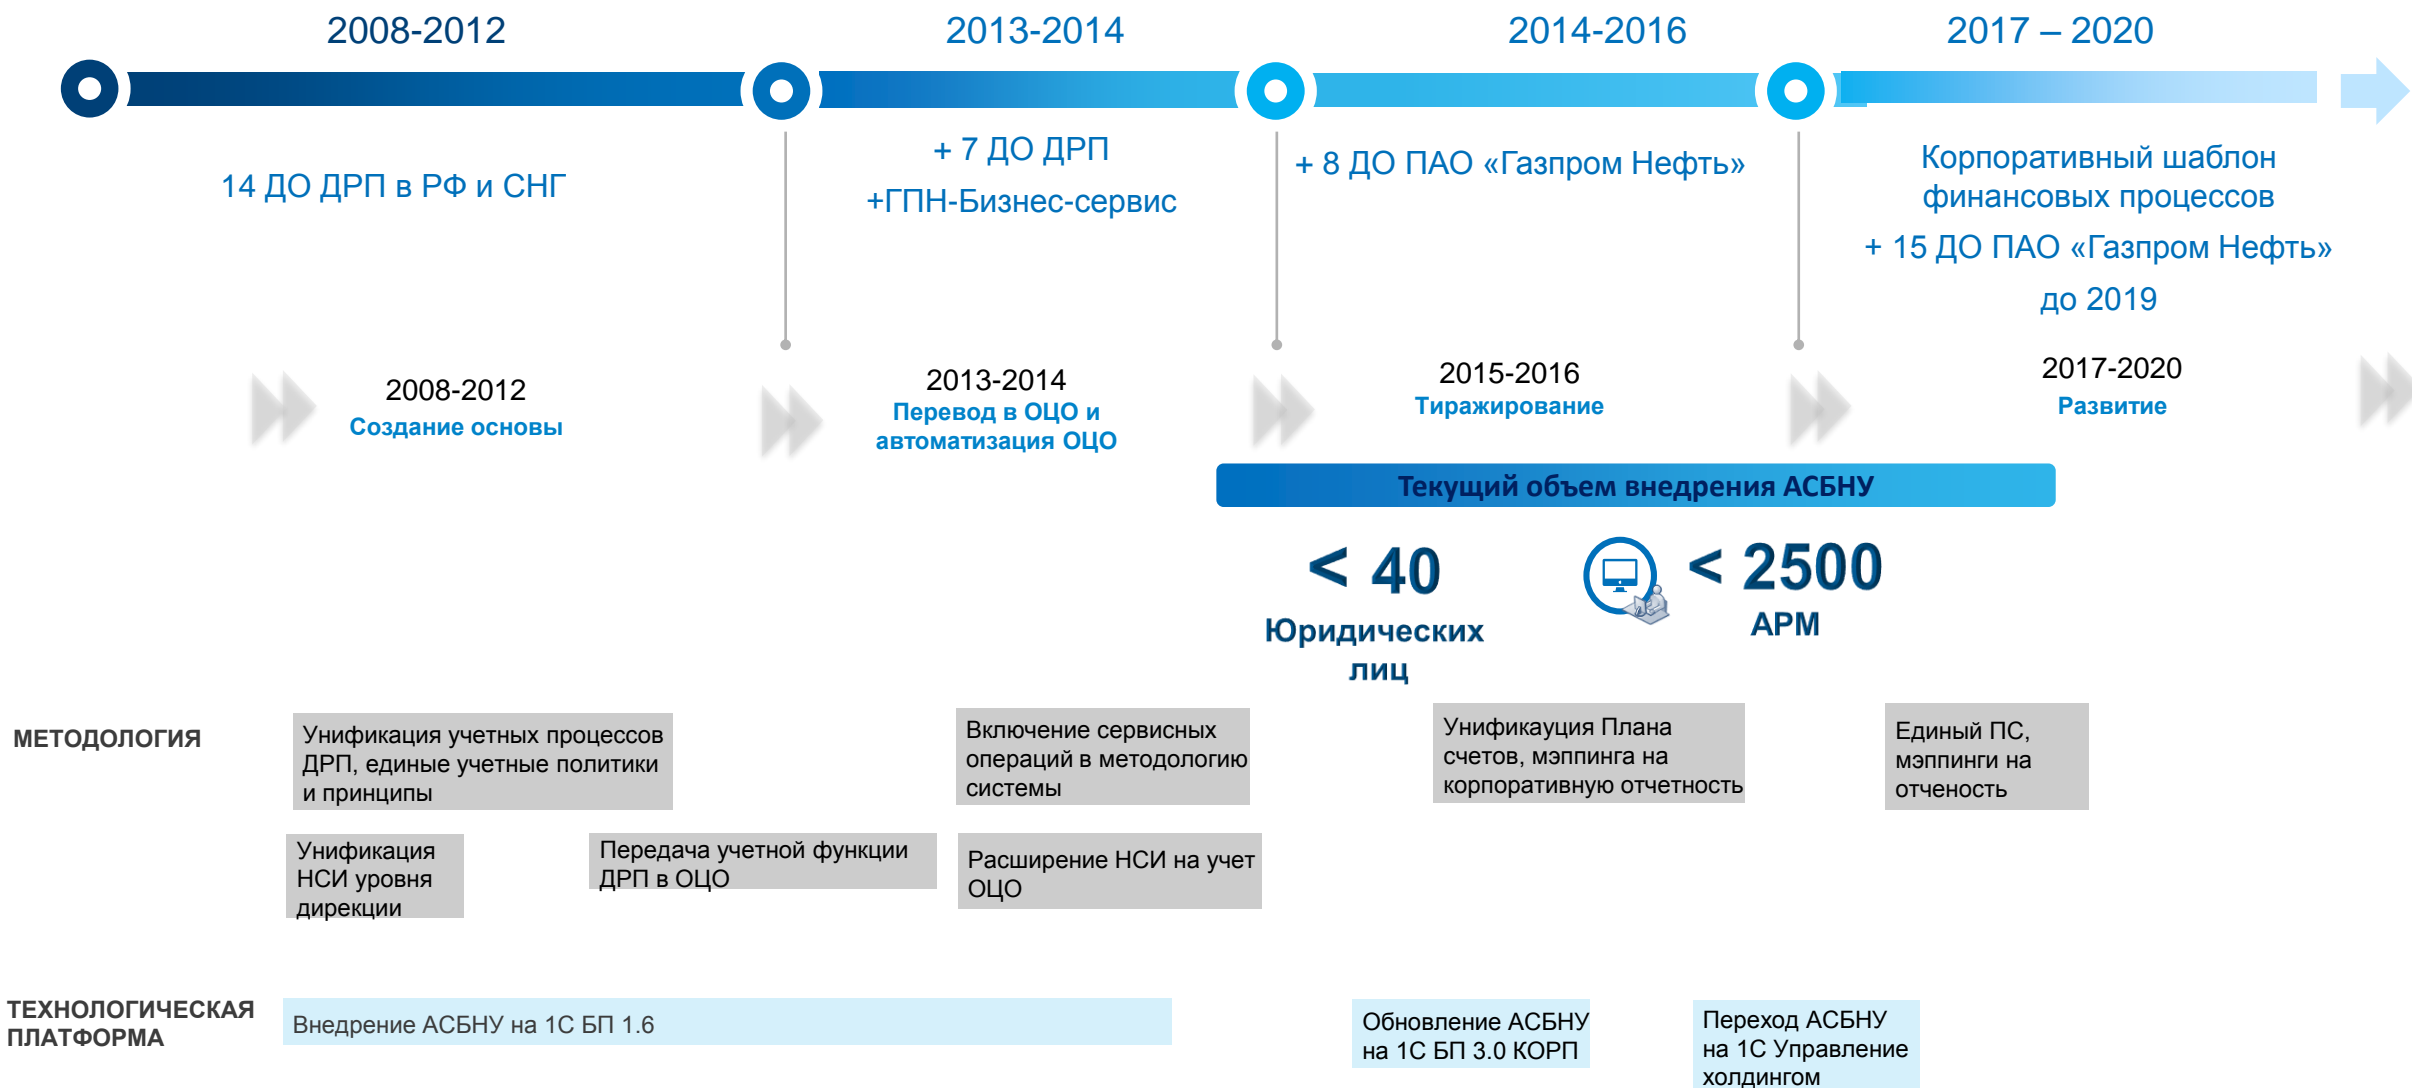 2008-2012
2013-2014
2014-2016
2017 – 2020
14 ДО ДРП в РФ и СНГ
+ 7 ДО ДРП
+ГПН-Бизнес-сервис
+ 8 ДО ПАО «Газпром Нефть»
Корпоративный шаблон
финансовых процессов
+ 15 ДО ПАО «Газпром Нефть»
до 2019
2008-2012
Создание основы
2013-2014
Перевод в ОЦО и
автоматизация ОЦО
2015-2016
Тиражирование
2017-2020
Развитие
Текущий объем внедрения АСБНУ
< 40
Юридических
лиц
< 2500
АРМ
МЕТОДОЛОГИЯ
Унификация учетных процессов
ДРП, единые учетные политики
и принципы
Включение сервисных
операций в методологию
системы
Унификауция Плана
счетов, мэппинга на
корпоративную отчетность
Единый ПС,
мэппинги на
отченость
Унификация
НСИ уровня
дирекции
Передача учетной функции
ДРП в ОЦО
Расширение НСИ на учет
ОЦО
ТЕХНОЛОГИЧЕСКАЯ
ПЛАТФОРМА
Внедрение АСБНУ на 1С БП 1.6
Обновление АСБНУ
на 1С БП 3.0 КОРП
Переход АСБНУ
на 1С Управление
холдингом